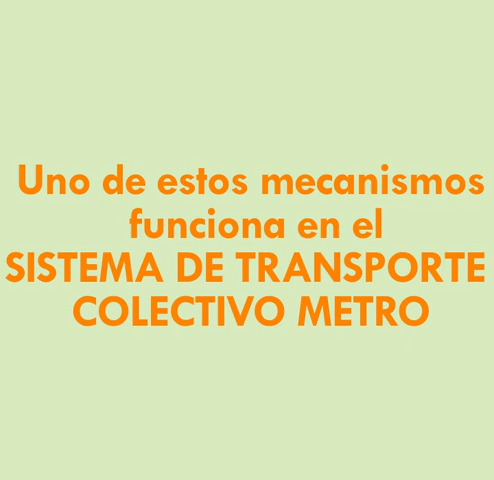 Uno de estos mecanismos
funciona en el
SISTEMA DE TRANSPORTE
COLECTIVO METRO